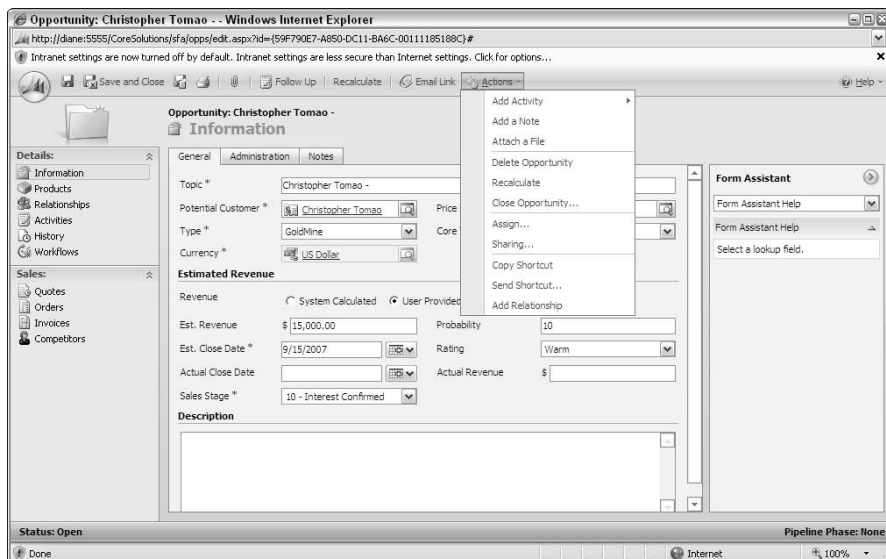 Opportunity: Christopher Tomao - - Windows Internet Explorer
http://diane:5555/CoreSolutions/sfa/opps/edit.aspx?id={59F790E7-A850-DC11-BA6C-00111185188C}#
Intranet settings are now turned off by default. Intranet settings are less secure than Internet settings. Click for options...
Save and Close Follow Up Recalculate Email Link Actions Help
Opportunity: Christopher Tomao -
Information
Details:
Information
Products
Relationships
Activities
History
Workflows
Sales:
Quotes
Orders
Invoices
Competitors
General Administration Notes
Topic * Christopher Tomao -
Potential Customer * Christopher Tomao Price
Type * GoldMine Core
Currency * US Dollar
Estimated Revenue
Revenue System Calculated User Provided
Est. Revenue $ 15,000.00 Probability 10
Est. Close Date * 9/15/2007 Rating Warm
Actual Close Date Actual Revenue $
Sales Stage * 10 - Interest Confirmed
Description
Add Activity
Add a Note
Attach a File
Delete Opportunity
Recalculate
Close Opportunity...
Assign...
Sharing...
Copy Shortcut
Send Shortcut...
Add Relationship
Form Assistant
Form Assistant Help
Form Assistant Help
Select a lookup field.
Status: Open Pipeline Phase: None
Done Internet 100%